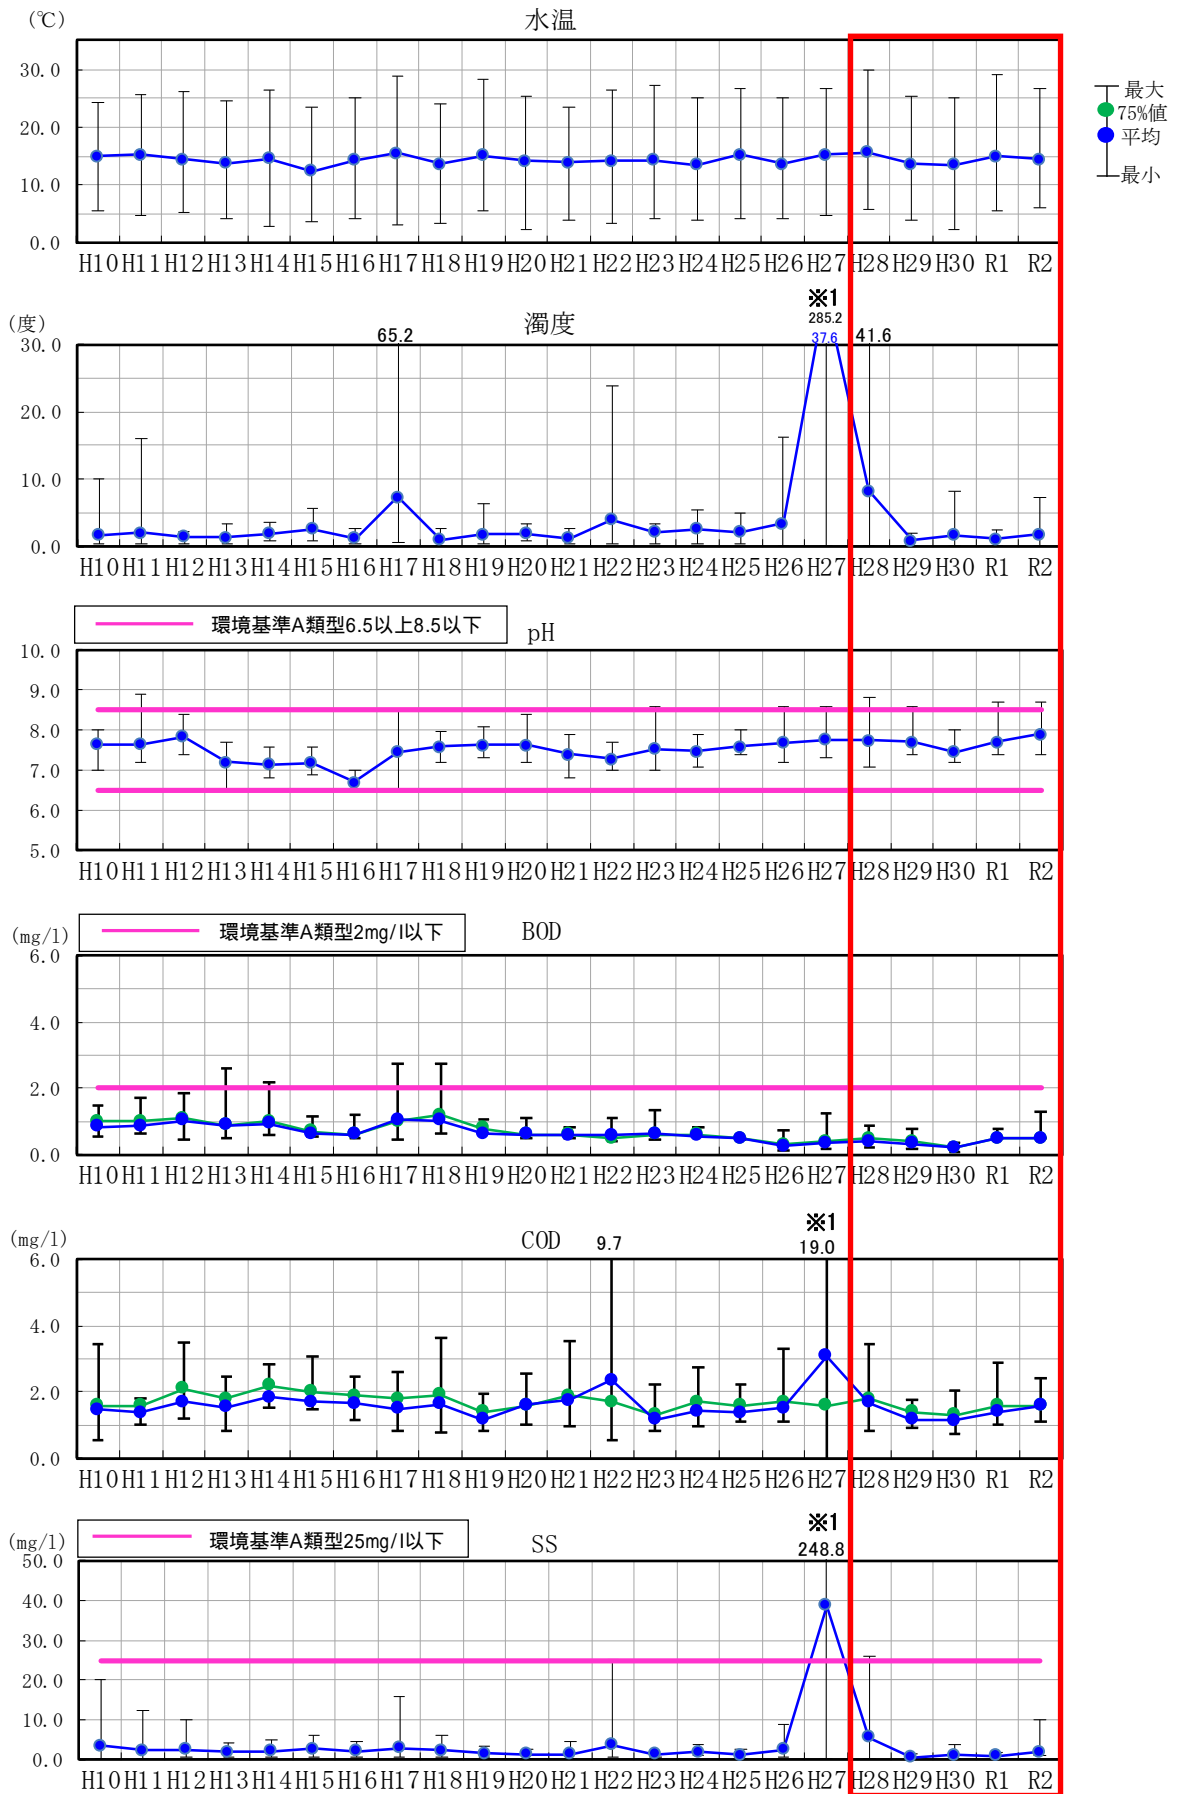 (℃)
水温
30.0
20.0
10.0
0.0
H10 H11 H12 H13 H14 H15 H16 H17 H18 H19 H20 H21 H22 H23 H24 H25 H26 H27 H28 H29 H30 R1 R2
最大
75%値
平均
最小
※1
(度)
濁度
65.2
285.2
37.6
41.6
30.0
20.0
10.0
0.0
H10 H11 H12 H13 H14 H15 H16 H17 H18 H19 H20 H21 H22 H23 H24 H25 H26 H27 H28 H29 H30 R1 R2
環境基準A類型6.5以上8.5以下
pH
10.0
9.0
8.0
7.0
6.0
5.0
H10 H11 H12 H13 H14 H15 H16 H17 H18 H19 H20 H21 H22 H23 H24 H25 H26 H27 H28 H29 H30 R1 R2
(mg/l)
環境基準A類型2mg/l以下
BOD
6.0
4.0
2.0
0.0
H10 H11 H12 H13 H14 H15 H16 H17 H18 H19 H20 H21 H22 H23 H24 H25 H26 H27 H28 H29 H30 R1 R2
※1
(mg/l)
COD
9.7
19.0
6.0
4.0
2.0
0.0
H10 H11 H12 H13 H14 H15 H16 H17 H18 H19 H20 H21 H22 H23 H24 H25 H26 H27 H28 H29 H30 R1 R2
※1
(mg/l)
環境基準A類型25mg/l以下
SS
248.8
50.0
40.0
30.0
20.0
10.0
0.0
H10 H11 H12 H13 H14 H15 H16 H17 H18 H19 H20 H21 H22 H23 H24 H25 H26 H27 H28 H29 H30 R1 R2